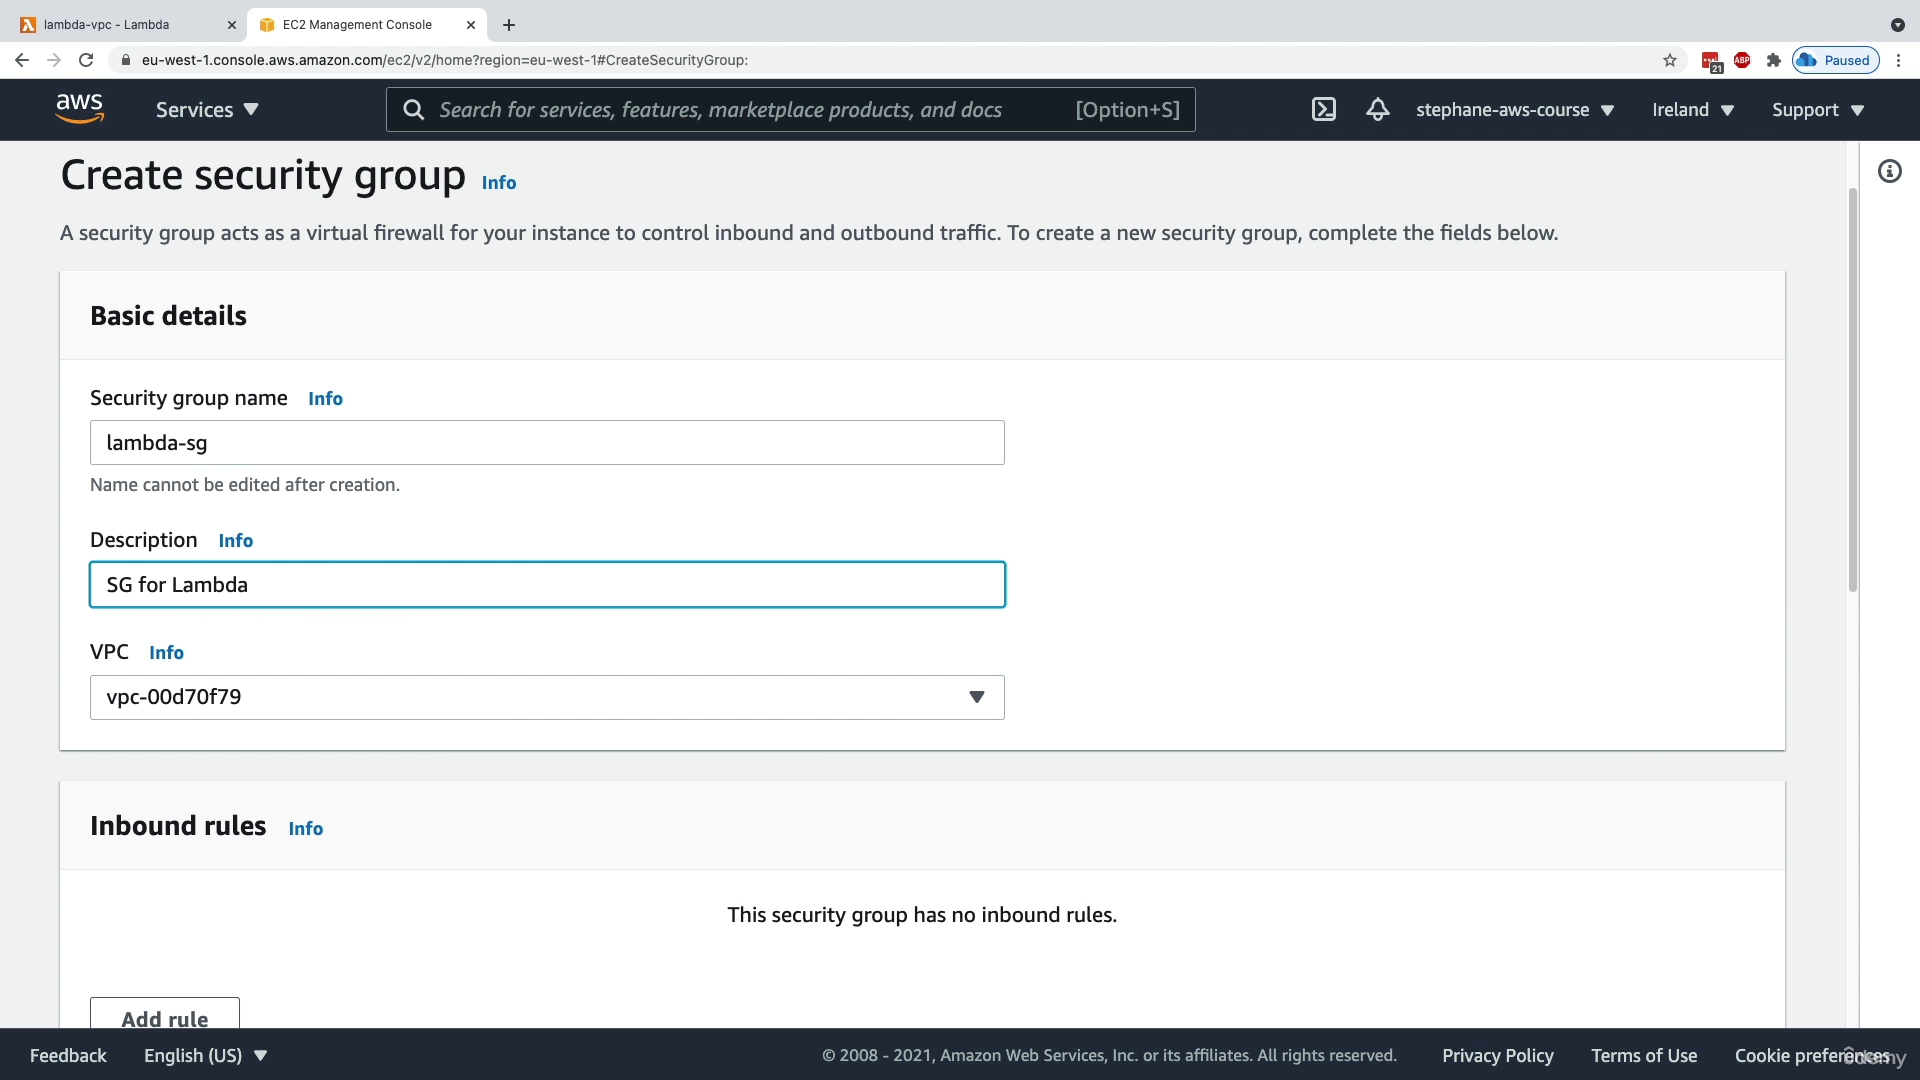 lambda-vpc - Lambda
EC2 Management Console
eu-west-1.console.aws.amazon.com/ec2/v2/home?region=eu-west-1#CreateSecurityGroup:
21
ABP
Paused
aws
Services
Search for services, features, marketplace products, and docs
[Option+S]
stephane-aws-course
Ireland
Support
Create security group
Info
A security group acts as a virtual firewall for your instance to control inbound and outbound traffic. To create a new security group, complete the fields below.
Basic details
Security group name Info
lambda-sg
Name cannot be edited after creation.
Description Info
SG for Lambda
VPC Info
vpc-00d70f79
Inbound rules Info
This security group has no inbound rules.
Add rule
Feedback
English (US)
© 2008 - 2021, Amazon Web Services, Inc. or its affiliates. All rights reserved.
Privacy Policy
Terms of Use
Cookie preferences
ûdemy